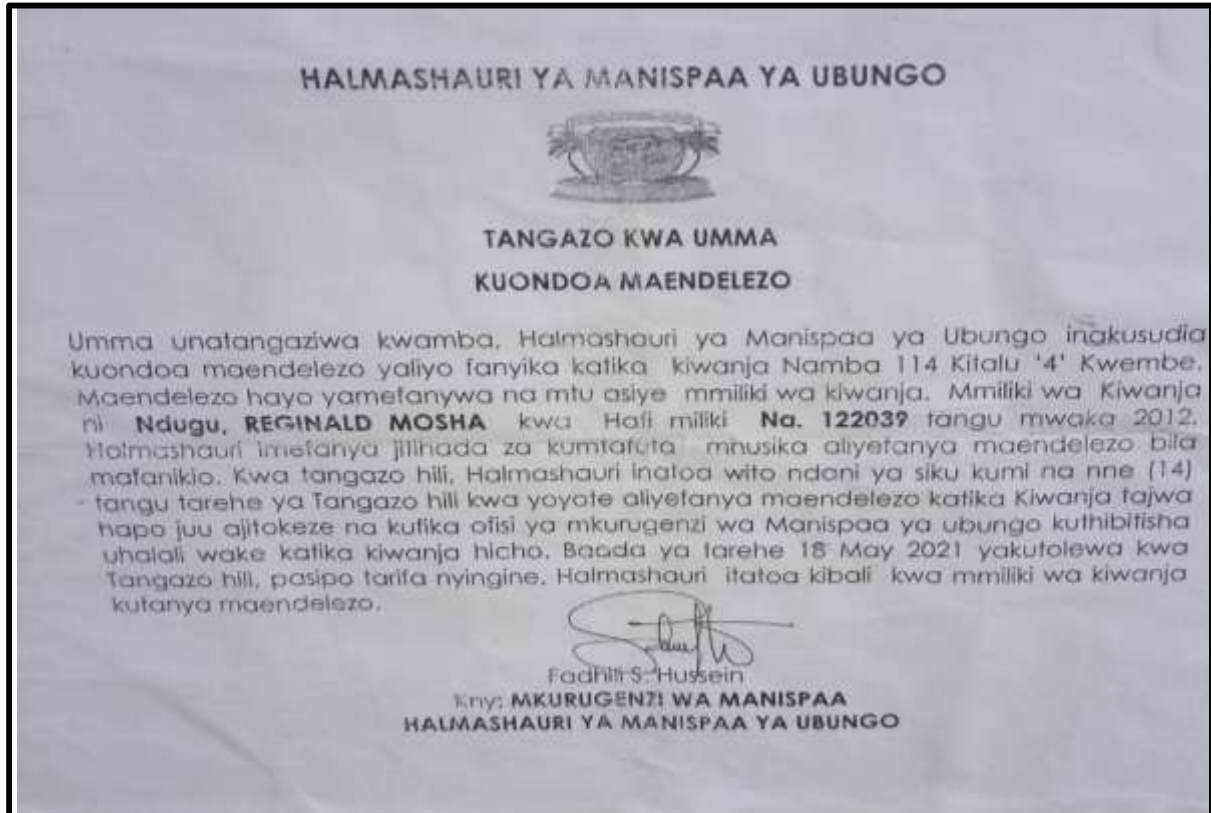 HALMASHAURI YA MANISPAA YA UBUNGO
TANGAZO KWA UMMA
KUONDOA MAENDELEZO
Umma unatangaziwa kwamba, Halmashauri ya Manispaa ya Ubungo inakusudia
kuondoa maendelezo yaliyo fanyika katika kiwanja Namba 114 Kitalu '4' Kwembe.
Maendelezo hayo yamefanywa na mtu asiye mmiliki wa kiwanja. Mmiliki wa Kiwanja
ni Ndugu, REGINALD MOSHA kwa Hati miliki Na. 122039 tangu mwaka 2012.
Halmashauri imefanya jitihada za kumtafuta mhusika aliyefanya maendelezo bila
mafanikio. Kwa tangazo hili, Halmashauri inatoa wito ndani ya siku kumi na nne (14)
tangu tarehe ya Tangazo hili kwa yoyote aliyefanya maendelezo katika Kiwanja tajwa
hapo juu ajitokeze na kufika ofisi ya mkurugenzi wa Manispaa ya ubungo kuthibitisha
uhalali wake katika kiwanja hicho. Baada ya tarehe 18 May 2021 yakutolewa kwa
Tangazo hili, pasipo tarifa nyingine, Halmashauri itatoa kibali kwa mmiliki wa kiwanja
kufanya maendelezo.
Fadhili S. Hussein
Kny: MKURUGENZI WA MANISPAA
HALMASHAURI YA MANISPAA YA UBUNGO